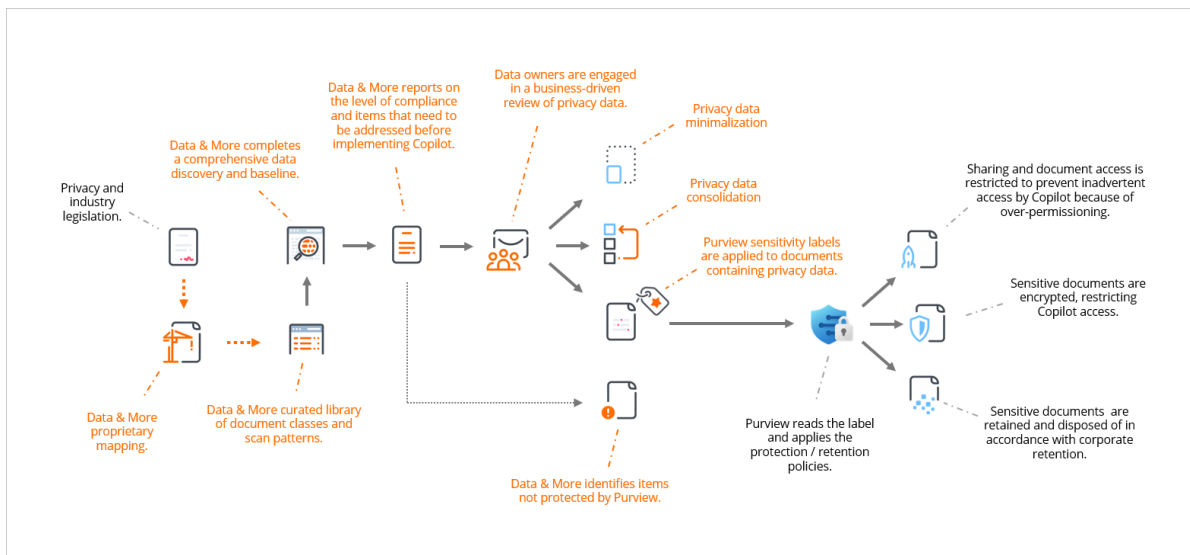 Privacy and
industry
legislation.
Data & More
proprietary
mapping.
Data & More completes
a comprehensive data
discovery and baseline.
Data & More curated library
of document classes and
scan patterns.
Data & More reports on
the level of compliance
and items that need to
be addressed before
implementing Copilot.
Data owners are engaged
in a business-driven
review of privacy data.
Privacy data
minimalization
Privacy data
consolidation
Purview sensitivity labels
are applied to documents
containing privacy data.
Data & More identifies items
not protected by Purview.
Purview reads the label
and applies the
protection / retention
policies.
Sharing and document access is
restricted to prevent inadvertent
access by Copilot because of
over-permissioning.
Sensitive documents are
encrypted, restricting
Copilot access.
Sensitive documents are
retained and disposed of in
accordance with corporate
retention.